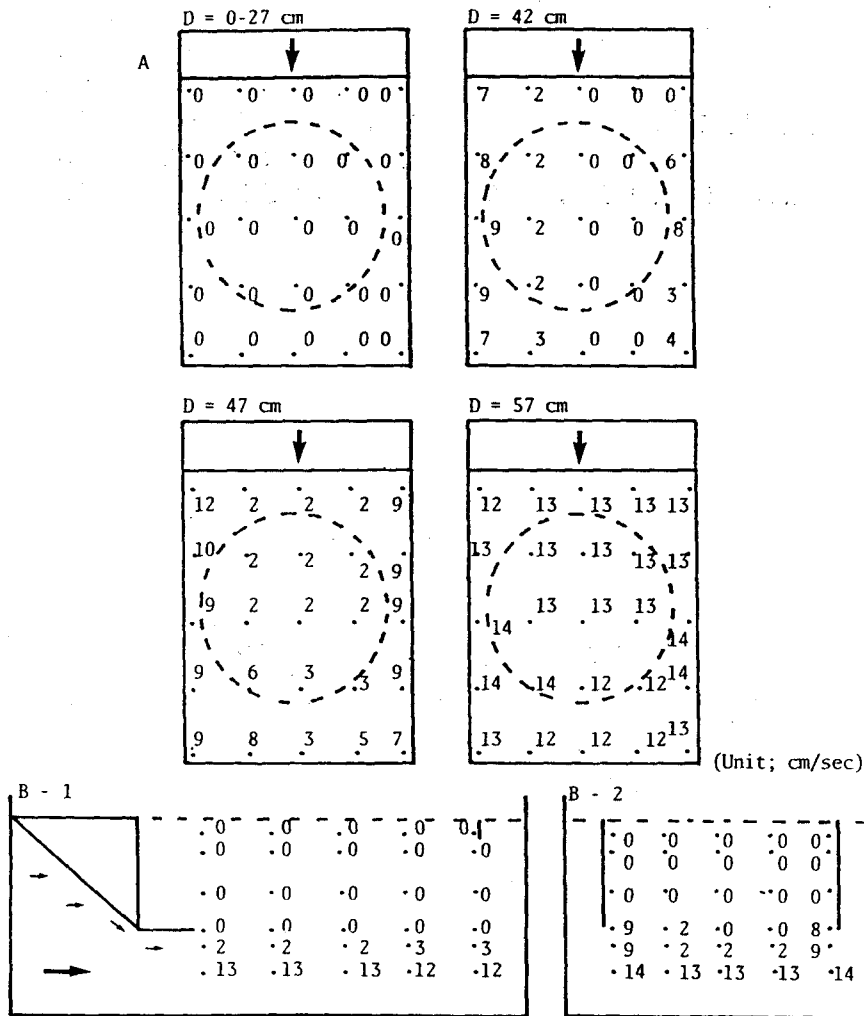 D = 0-27 cm
D = 42 cm
A
0 0 0 0 0
7 2 0 0 0
0 0 0 0 0
8 2 0 0 6
0 0 0 0 0
9 2 0 0 8
0 0 0 0 0
9 2 0 0 3
0 0 0 0 0
7 3 0 0 4
D = 47 cm
D = 57 cm
12 2 2 2 9
12 13 13 13 13
10 2 2 2 9
13 13 13 13 13
9 2 2 2 9
14 13 13 13 14
9 6 3 3 9
14 14 12 12 14
9 8 3 5 7
13 12 12 12 13
(Unit; cm/sec)
B - 1
B - 2
0 0 0 0 0
0 0 0 0 0
0 0 0 0 0
0 0 0 0 0
0 0 0 0 0
0 0 0 0 0
0 0 0 0 0
9 2 0 0 8
2 2 2 3 3
9 2 2 2 9
13 13 13 12 12
14 13 13 13 14